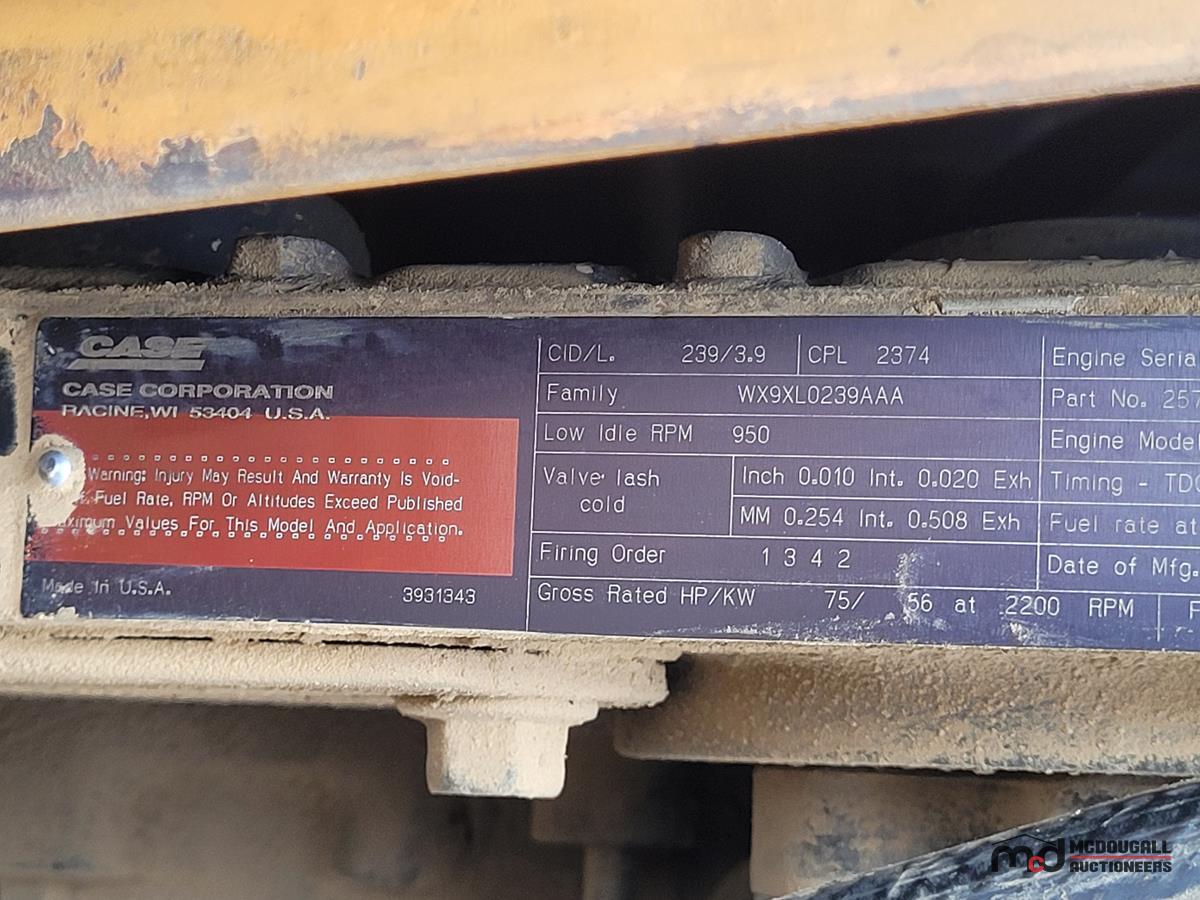 CASE
CASE CORPORATION
RACINE, WI 53404 U.S.A.
Warning: Injury May Result And Warranty Is Void-
Fuel Rate, RPM Or Altitudes Exceed Published
Maximum Values For This Model And Application.
Made In U.S.A. 3931343
CID/L. 239/3.9 CPL 2374
Family WX9XL0239AAA
Low Idle RPM 950
Valve lash cold
Inch 0.010 Int. 0.020 Exh
MM 0.254 Int. 0.508 Exh
Firing Order 1 3 4 2
Gross Rated HP/KW 75/ 56 at 2200 RPM
Engine Seria
Part No. 257
Engine Model
Timing - TDC
Fuel rate at
Date of Mfg.
mcd MCDOUGALL
AUCTIONEERS